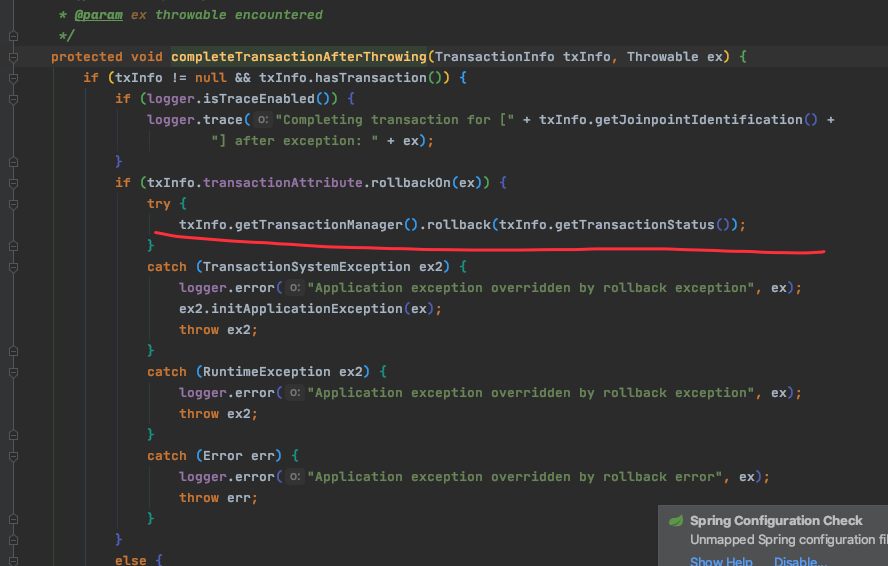 * @param ex throwable encountered
*/
protected void completeTransactionAfterThrowing(TransactionInfo txInfo, Throwable ex) {
if (txInfo != null && txInfo.hasTransaction()) {
if (logger.isTraceEnabled()) {
logger.trace( o: "Completing transaction for [" + txInfo.getJoinpointIdentification() +
"] after exception: " + ex);
}
if (txInfo.transactionAttribute.rollbackOn(ex)) {
try {
txInfo.getTransactionManager().rollback(txInfo.getTransactionStatus());
}
catch (TransactionSystemException ex2) {
logger.error( o: "Application exception overridden by rollback exception", ex);
ex2.initApplicationException(ex);
throw ex2;
}
catch (RuntimeException ex2) {
logger.error( o: "Application exception overridden by rollback exception", ex);
throw ex2;
}
catch (Error err) {
logger.error( o: "Application exception overridden by rollback error", ex);
throw err;
}
}
else {
Spring Configuration Check
Unmapped Spring configuration fil
Show Help Disable...